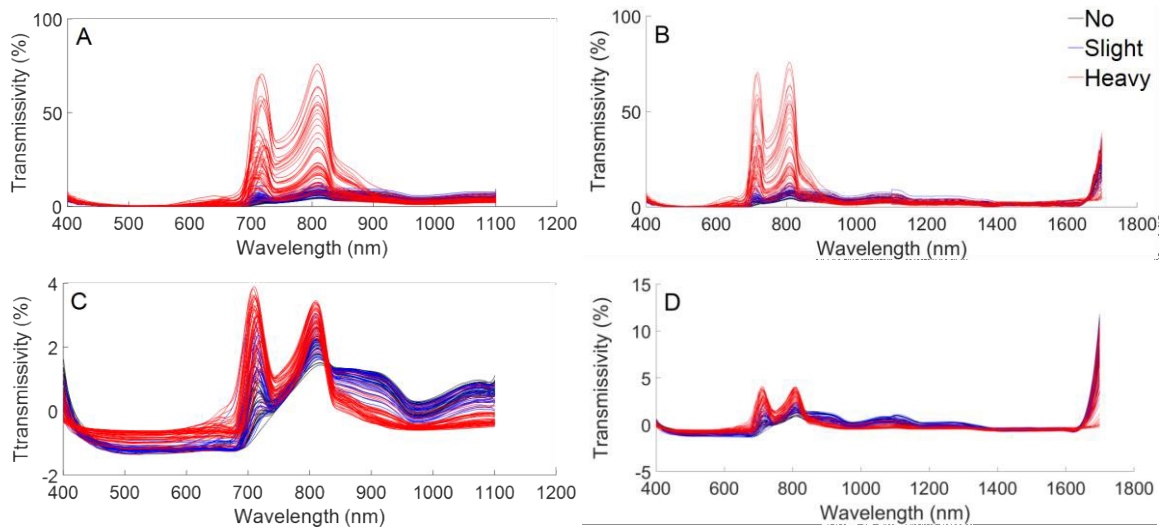 100
A
50
0
400 500 600 700 800 900 1000 1100 1200
Transmissivity (%)
Wavelength (nm)
100
B
No
Slight
Heavy
50
0
400 600 800 1000 1200 1400 1600 1800
Transmissivity (%)
Wavelength (nm)
4
C
2
0
-2
400 500 600 700 800 900 1000 1100 1200
Ttransmissivity (%)
Wavelength (nm)
15
D
10
5
0
-5
400 600 800 1000 1200 1400 1600 1800
Transmissivity (%)
Wavelength (nm)